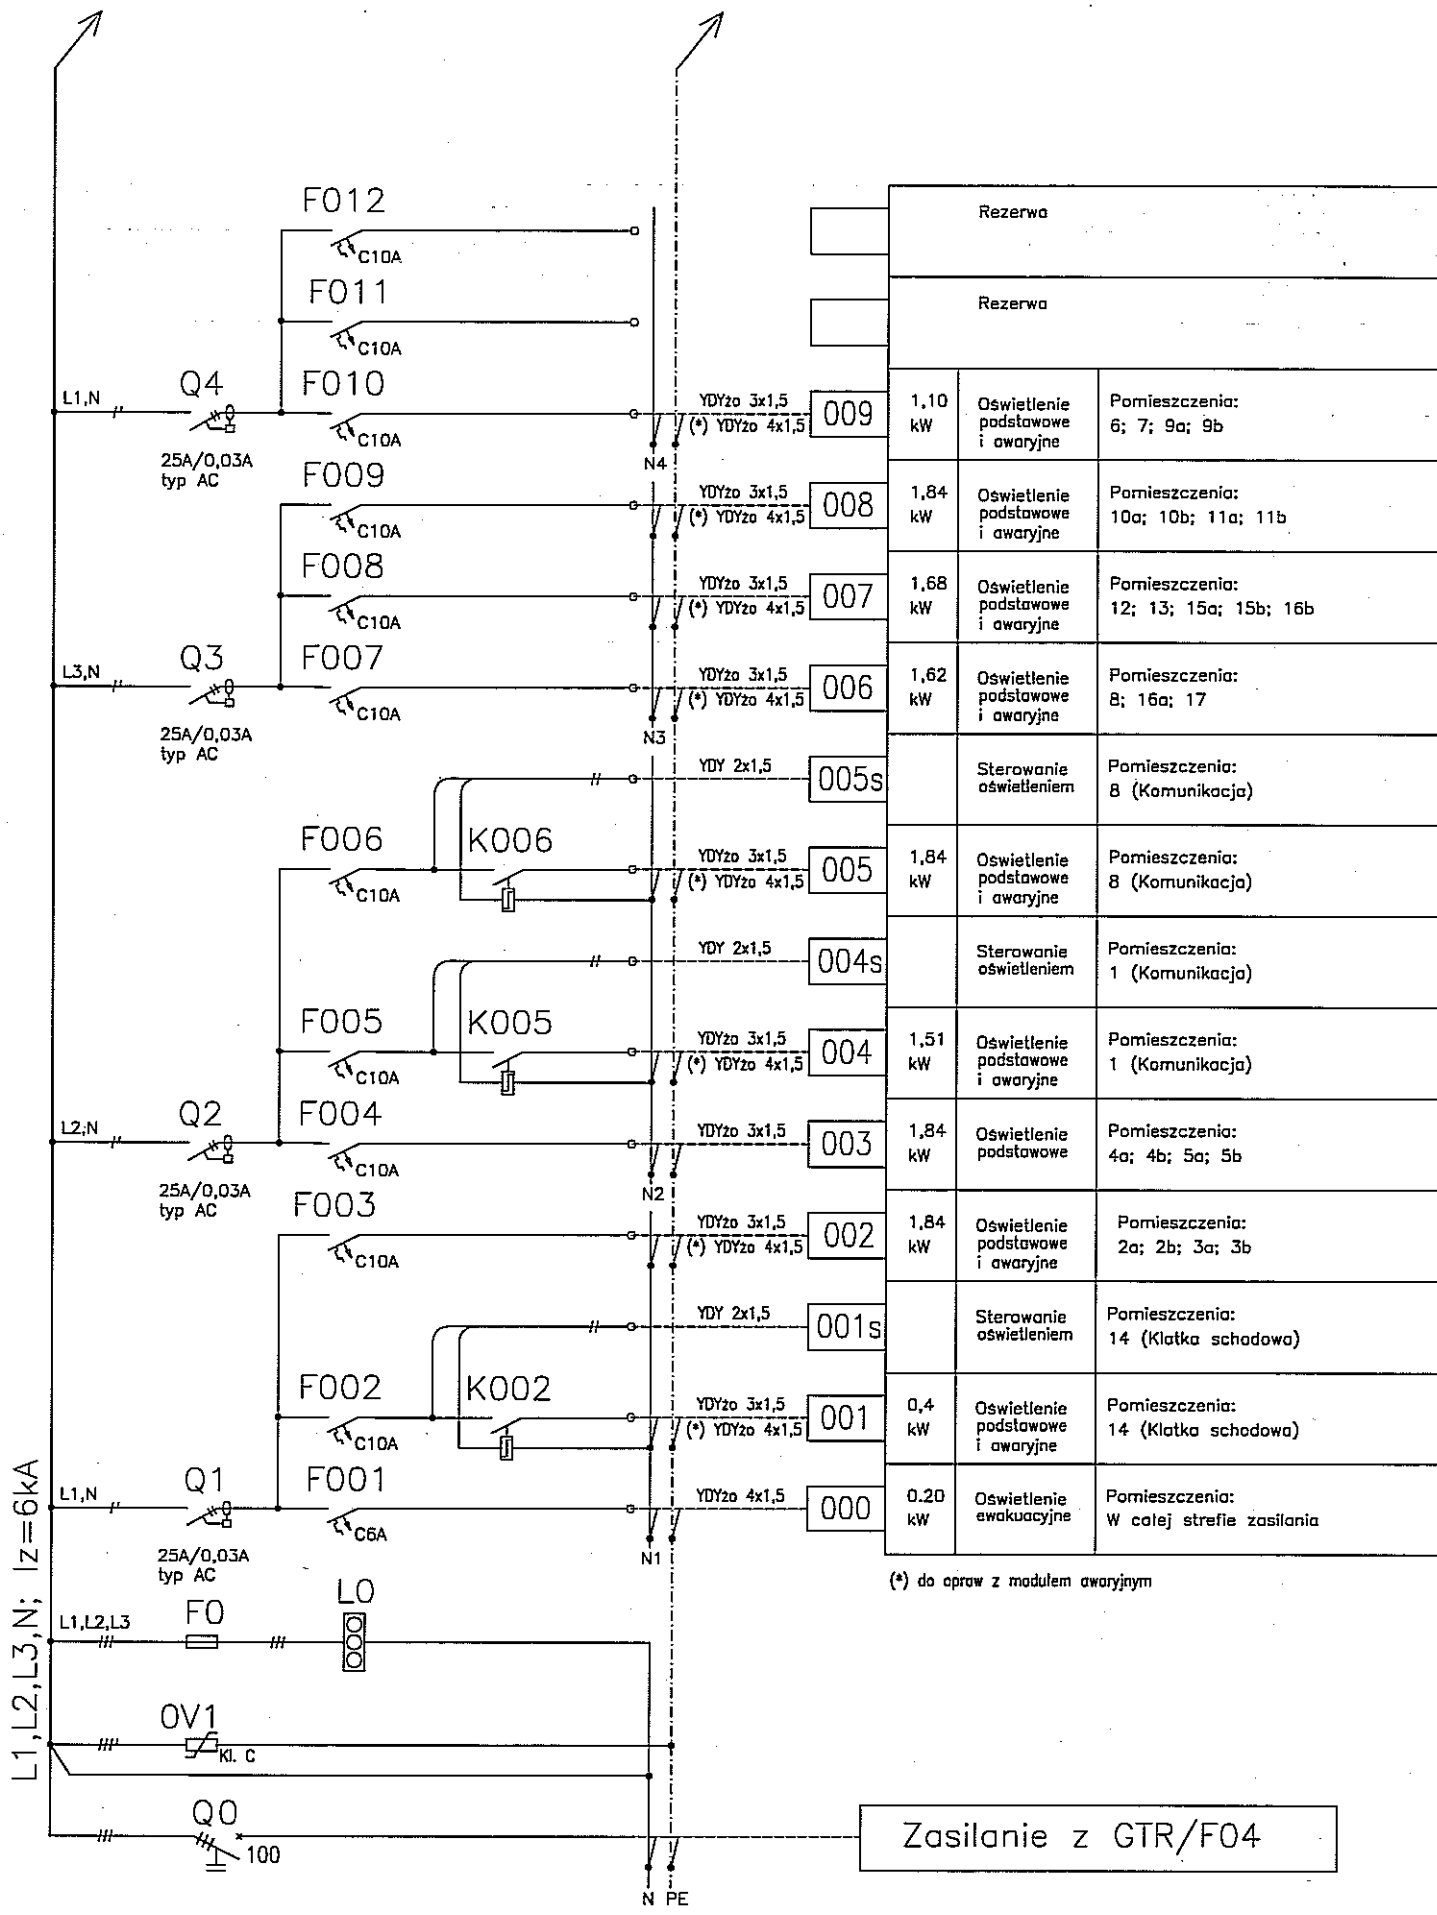 F012
C10A
Rezerwa
F011
C10A
Rezerwa
L1,N
Q4
25A/0,03A
typ AC
F010
C10A
N4
YDYżo 3x1,5
(*) YDYżo 4x1,5
009
1,10
kW
Oświetlenie
podstawowe
i awaryjne
Pomieszczenia:
6; 7; 9a; 9b
F009
C10A
YDYżo 3x1,5
(*) YDYżo 4x1,5
008
1,84
kW
Oświetlenie
podstawowe
i awaryjne
Pomieszczenia:
10a; 10b; 11a; 11b
F008
C10A
YDYżo 3x1,5
(*) YDYżo 4x1,5
007
1,68
kW
Oświetlenie
podstawowe
i awaryjne
Pomieszczenia:
12; 13; 15a; 15b; 16b
L3,N
Q3
25A/0,03A
typ AC
F007
C10A
N3
YDYżo 3x1,5
(*) YDYżo 4x1,5
006
1,62
kW
Oświetlenie
podstawowe
i awaryjne
Pomieszczenia:
8; 16a; 17
YDY 2x1,5
005s
Sterowanie
oświetleniem
Pomieszczenia:
8 (Komunikacja)
F006
C10A
K006
YDYżo 3x1,5
(*) YDYżo 4x1,5
005
1,84
kW
Oświetlenie
podstawowe
i awaryjne
Pomieszczenia:
8 (Komunikacja)
YDY 2x1,5
004s
Sterowanie
oświetleniem
Pomieszczenia:
1 (Komunikacja)
F005
C10A
K005
YDYżo 3x1,5
(*) YDYżo 4x1,5
004
1,51
kW
Oświetlenie
podstawowe
i awaryjne
Pomieszczenia:
1 (Komunikacja)
L2,N
Q2
25A/0,03A
typ AC
F004
C10A
N2
YDYżo 3x1,5
003
1,84
kW
Oświetlenie
podstawowe
Pomieszczenia:
4a; 4b; 5a; 5b
F003
C10A
YDYżo 3x1,5
(*) YDYżo 4x1,5
002
1,84
kW
Oświetlenie
podstawowe
i awaryjne
Pomieszczenia:
2a; 2b; 3a; 3b
YDY 2x1,5
001s
Sterowanie
oświetleniem
Pomieszczenia:
14 (Klatka schodowa)
F002
C10A
K002
YDYżo 3x1,5
(*) YDYżo 4x1,5
001
0,4
kW
Oświetlenie
podstawowe
i awaryjne
Pomieszczenia:
14 (Klatka schodowa)
L1,N
Q1
25A/0,03A
typ AC
F001
C6A
N1
YDYżo 4x1,5
000
0.20
kW
Oświetlenie
ewakuacyjne
Pomieszczenia:
W całej strefie zasilania
(*) do opraw z modułem awaryjnym
L1,L2,L3,N; Iz=6kA
L1,L2,L3
F0
L0
0V1
Kl. C
Q0
100
N PE
Zasilanie z GTR/F04